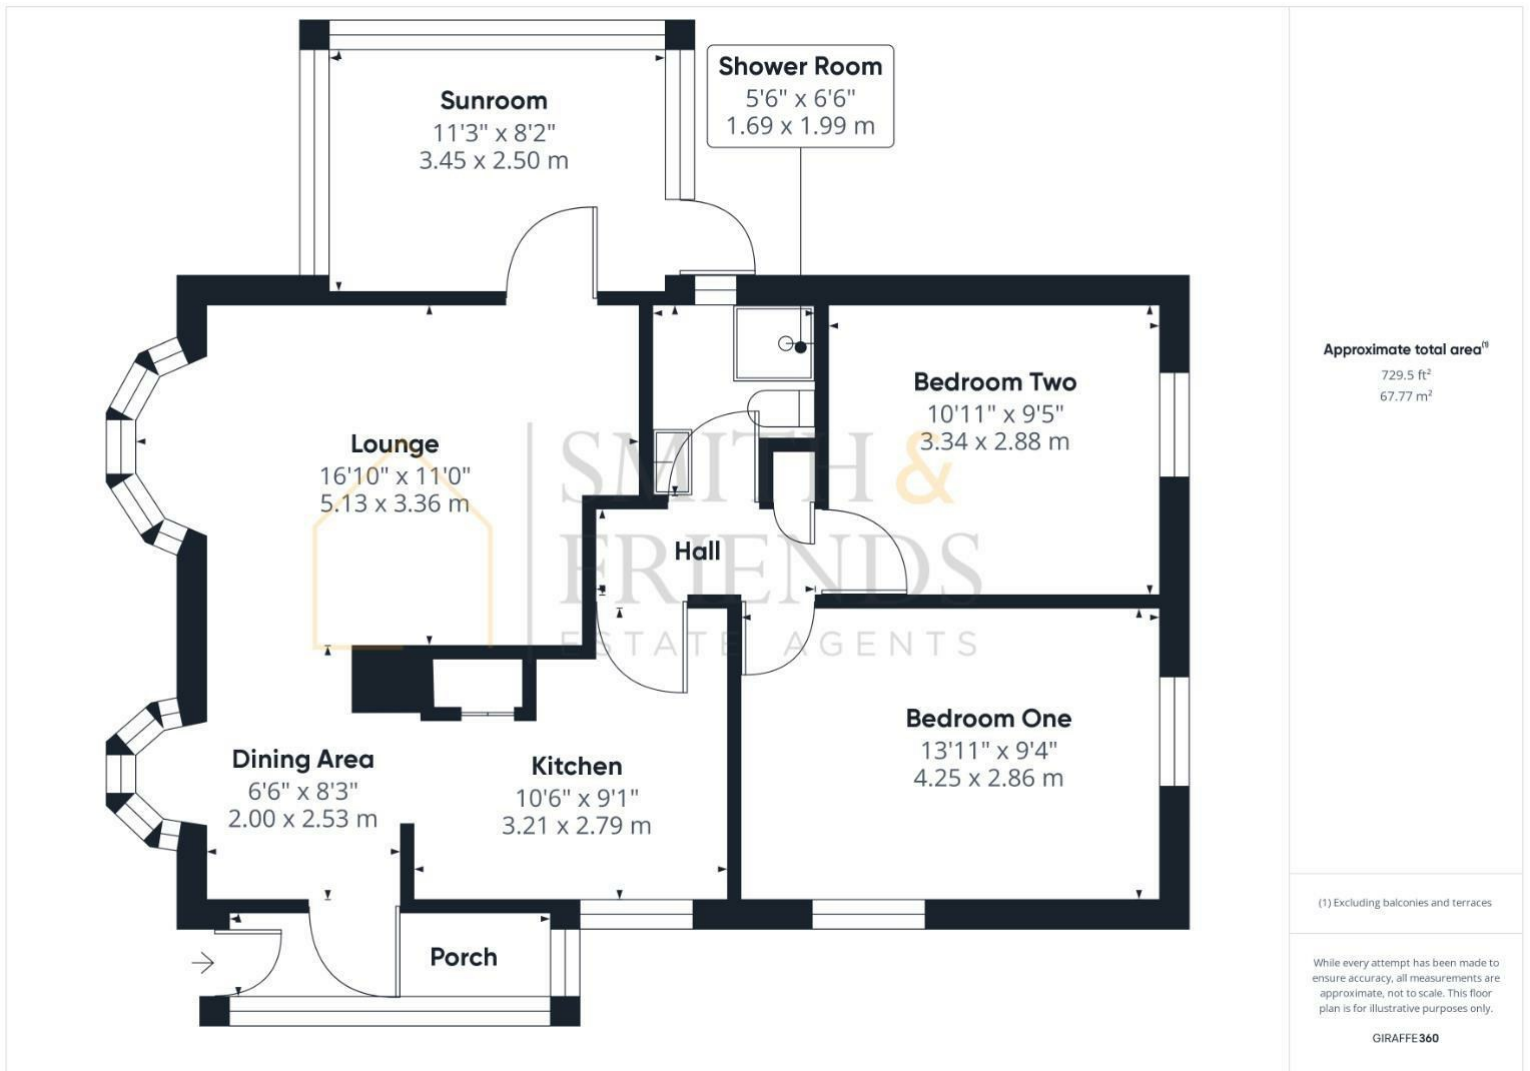 Sunroom
11'3" x 8'2"
3.45 x 2.50 m
Shower Room
5'6" x 6'6"
1.69 x 1.99 m
Bedroom Two
10'11" x 9'5"
3.34 x 2.88 m
Lounge
16'10" x 11'0"
5.13 x 3.36 m
SMITH &
FRIENDS
ESTATE AGENTS
Hall
Bedroom One
13'11" x 9'4"
4.25 x 2.86 m
Dining Area
6'6" x 8'3"
2.00 x 2.53 m
Kitchen
10'6" x 9'1"
3.21 x 2.79 m
Porch
Approximate total area(1)
729.5 ft²
67.77 m²
(1) Excluding balconies and terraces
While every attempt has been made to
ensure accuracy, all measurements are
approximate, not to scale. This floor
plan is for illustrative purposes only.
GIRAFFE360